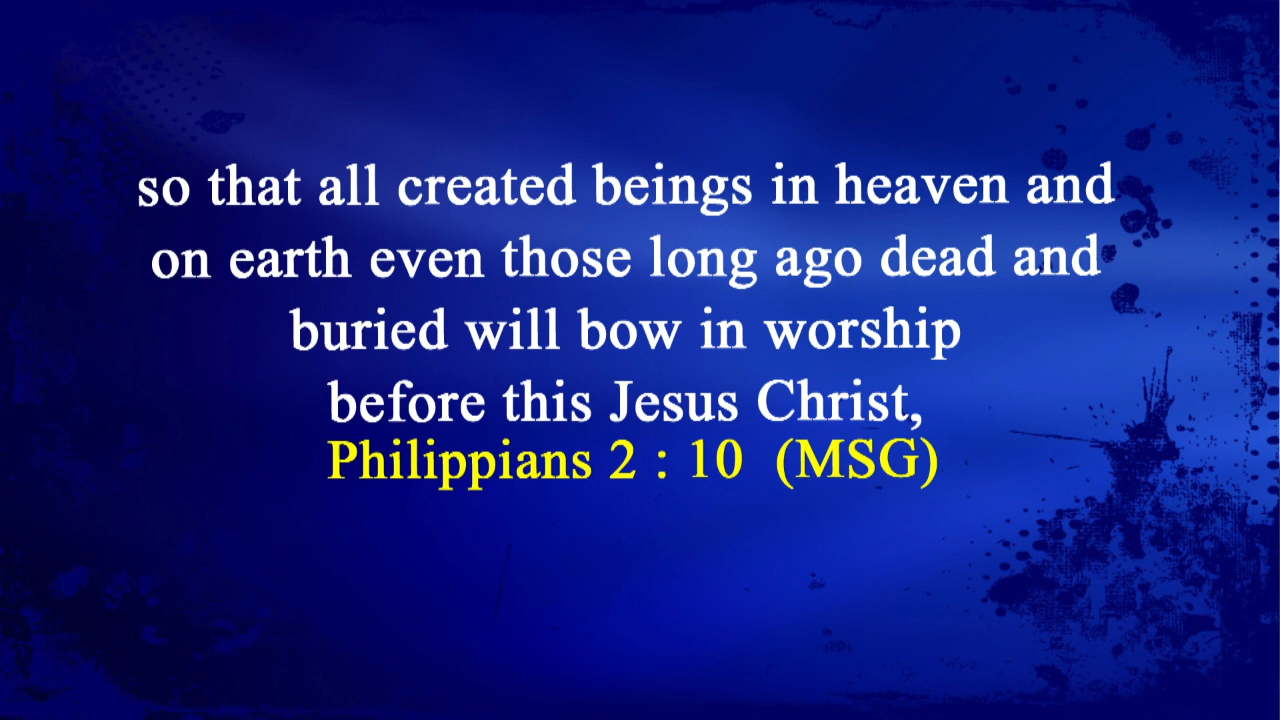 so that all created beings in heaven and
on earth even those long ago dead and
buried will bow in worship
before this Jesus Christ,
Philippians 2 : 10  (MSG)